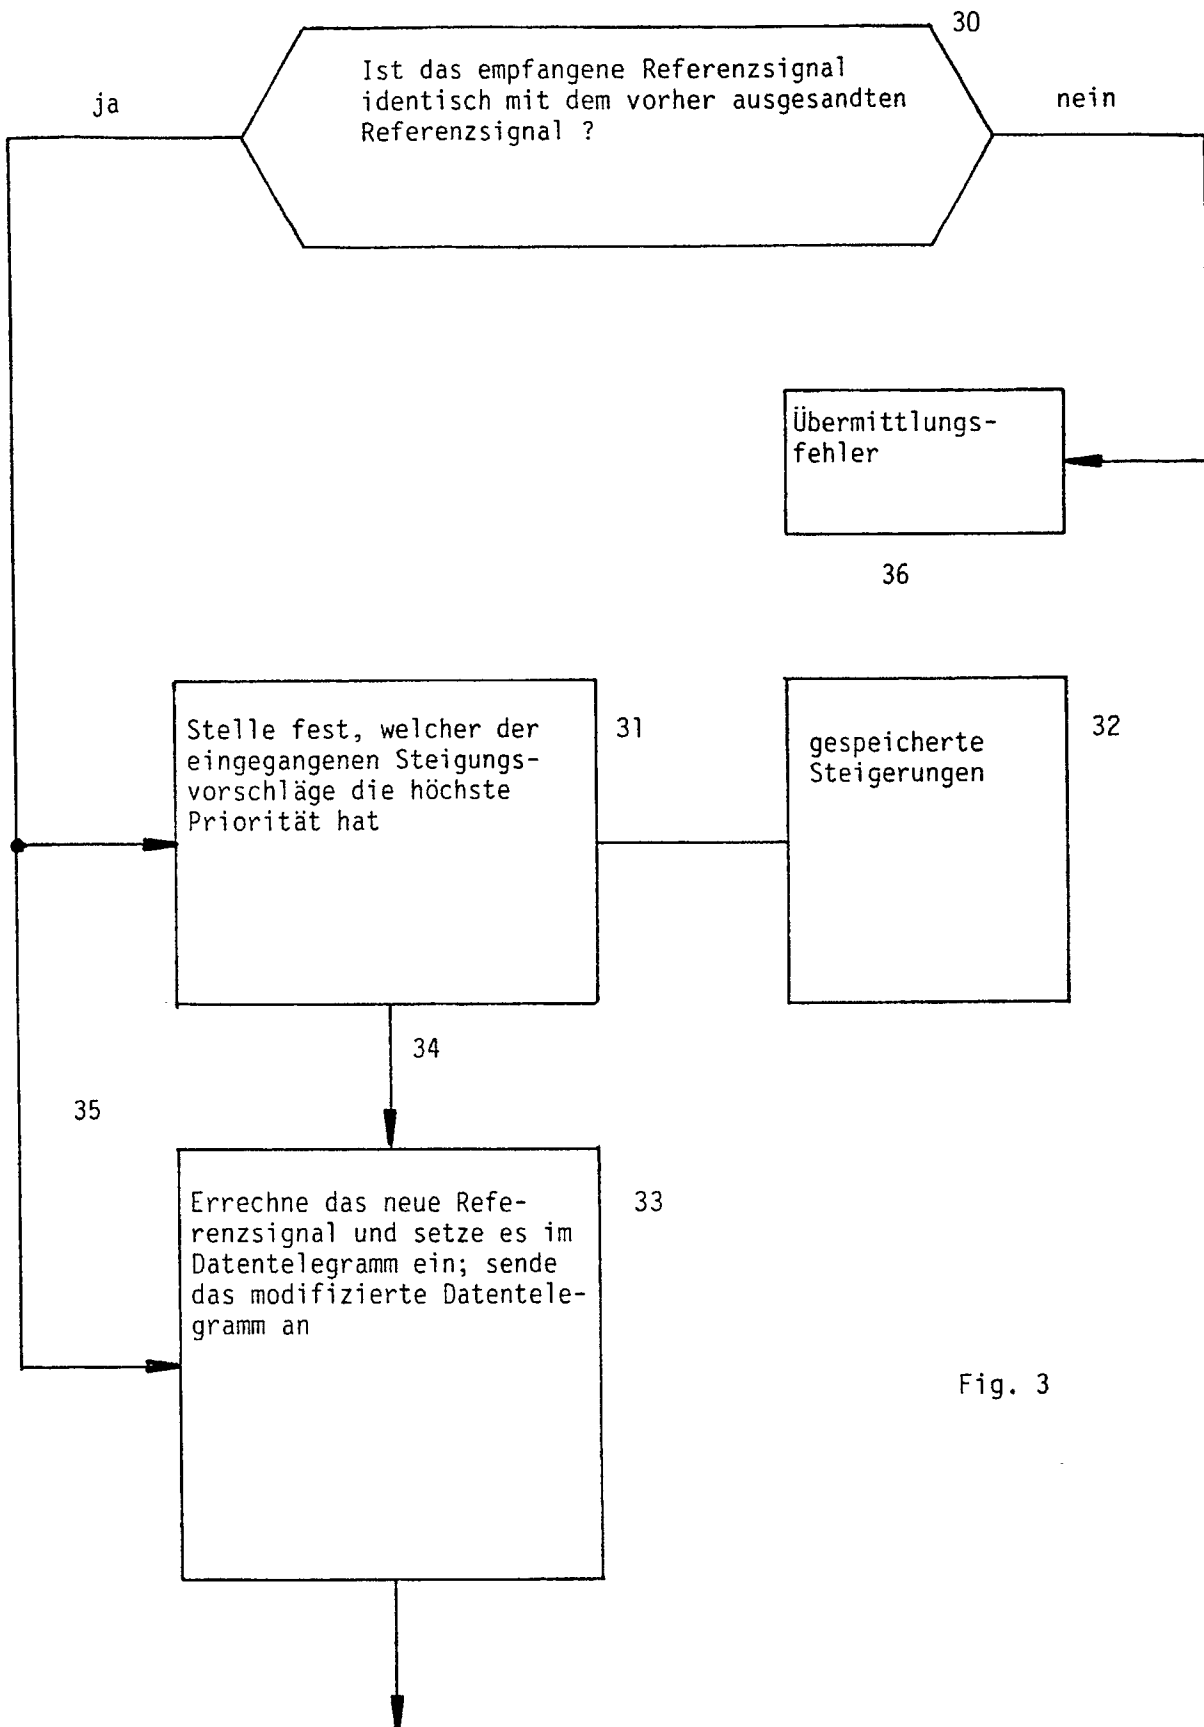 30
Ist das empfangene Referenzsignal
identisch mit dem vorher ausgesandten
Referenzsignal ?
ja
nein
Übermittlungs-
fehler
36
Stelle fest, welcher der
eingegangenen Steigungs-
vorschläge die höchste
Priorität hat
31
gespeicherte
Steigerungen
32
34
35
Errechne das neue Refe-
renzsignal und setze es im
Datentelegramm ein; sende
das modifizierte Datentele-
gramm an
33
Fig. 3